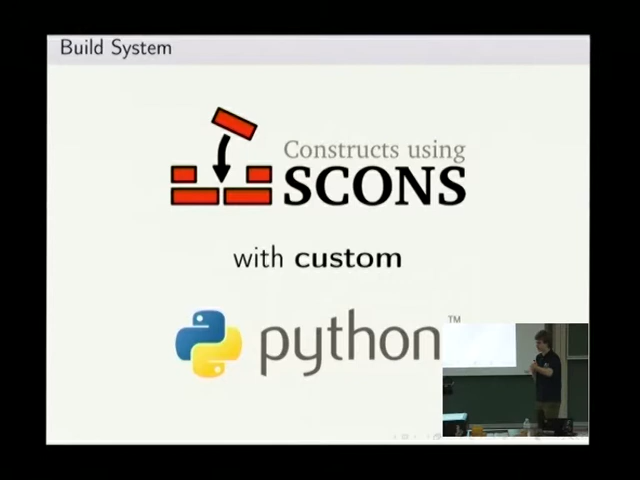 Build System
Constructs using
SCONS
with custom
python™